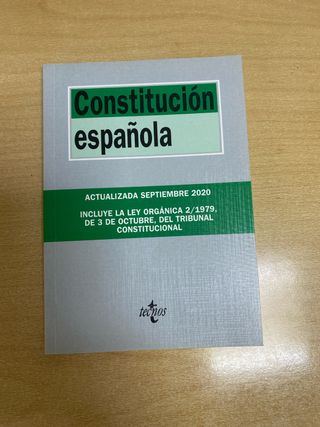 Constitución
española
ACTUALIZADA SEPTIEMBRE 2020
INCLUYE LA LEY ORGÁNICA 2/1979,
DE 3 DE OCTUBRE, DEL TRIBUNAL
CONSTITUCIONAL
tecnos